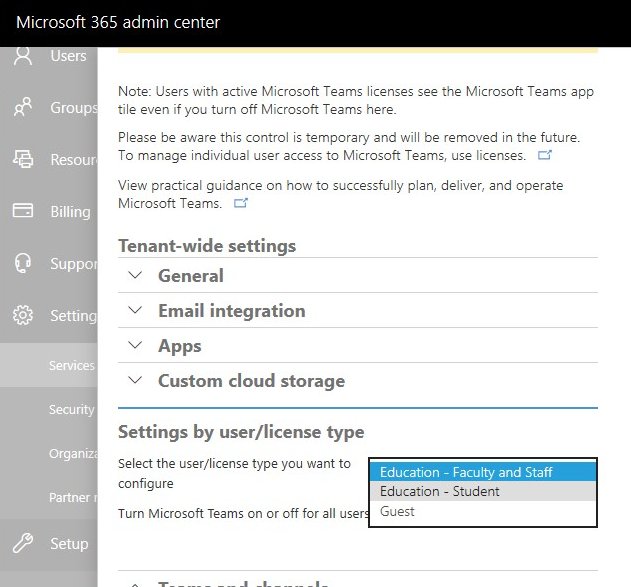 Microsoft 365 admin center
Users
Groups
Resour
Billing
Suppor
Setting
Services
Security
Organiza
Partner r
Setup
Note: Users with active Microsoft Teams licenses see the Microsoft Teams app
tile even if you turn off Microsoft Teams here.
Please be aware this control is temporary and will be removed in the future.
To manage individual user access to Microsoft Teams, use licenses.
View practical guidance on how to successfully plan, deliver, and operate
Microsoft Teams.
Tenant-wide settings
General
Email integration
Apps
Custom cloud storage
Settings by user/license type
Select the user/license type you want to
configure
Education - Faculty and Staff
Education - Student
Guest
Turn Microsoft Teams on or off for all users
Teams and channels